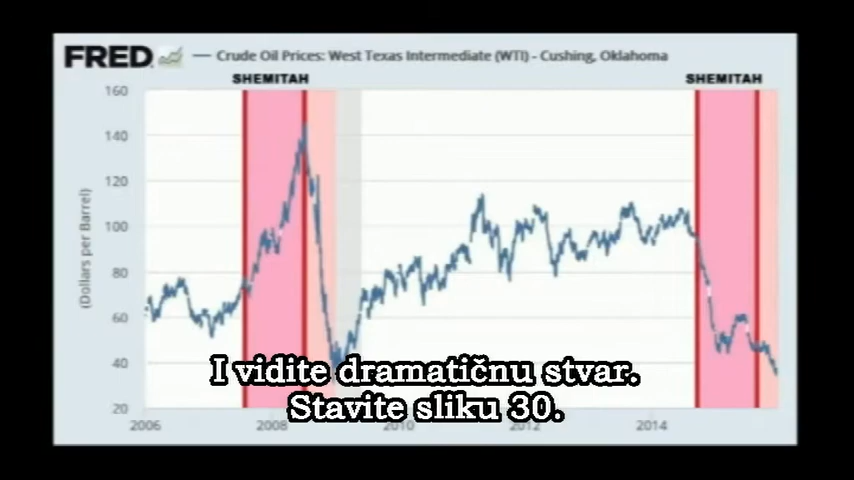 FRED
Crude Oil Prices: West Texas Intermediate (WTI) - Cushing, Oklahoma
SHEMITAH
SHEMITAH
160
140
120
100
80
60
40
20
(Dollars per Barrel)
2006
2008
2010
2012
2014
I vidite dramatičnu stvar.
Stavite sliku 30.